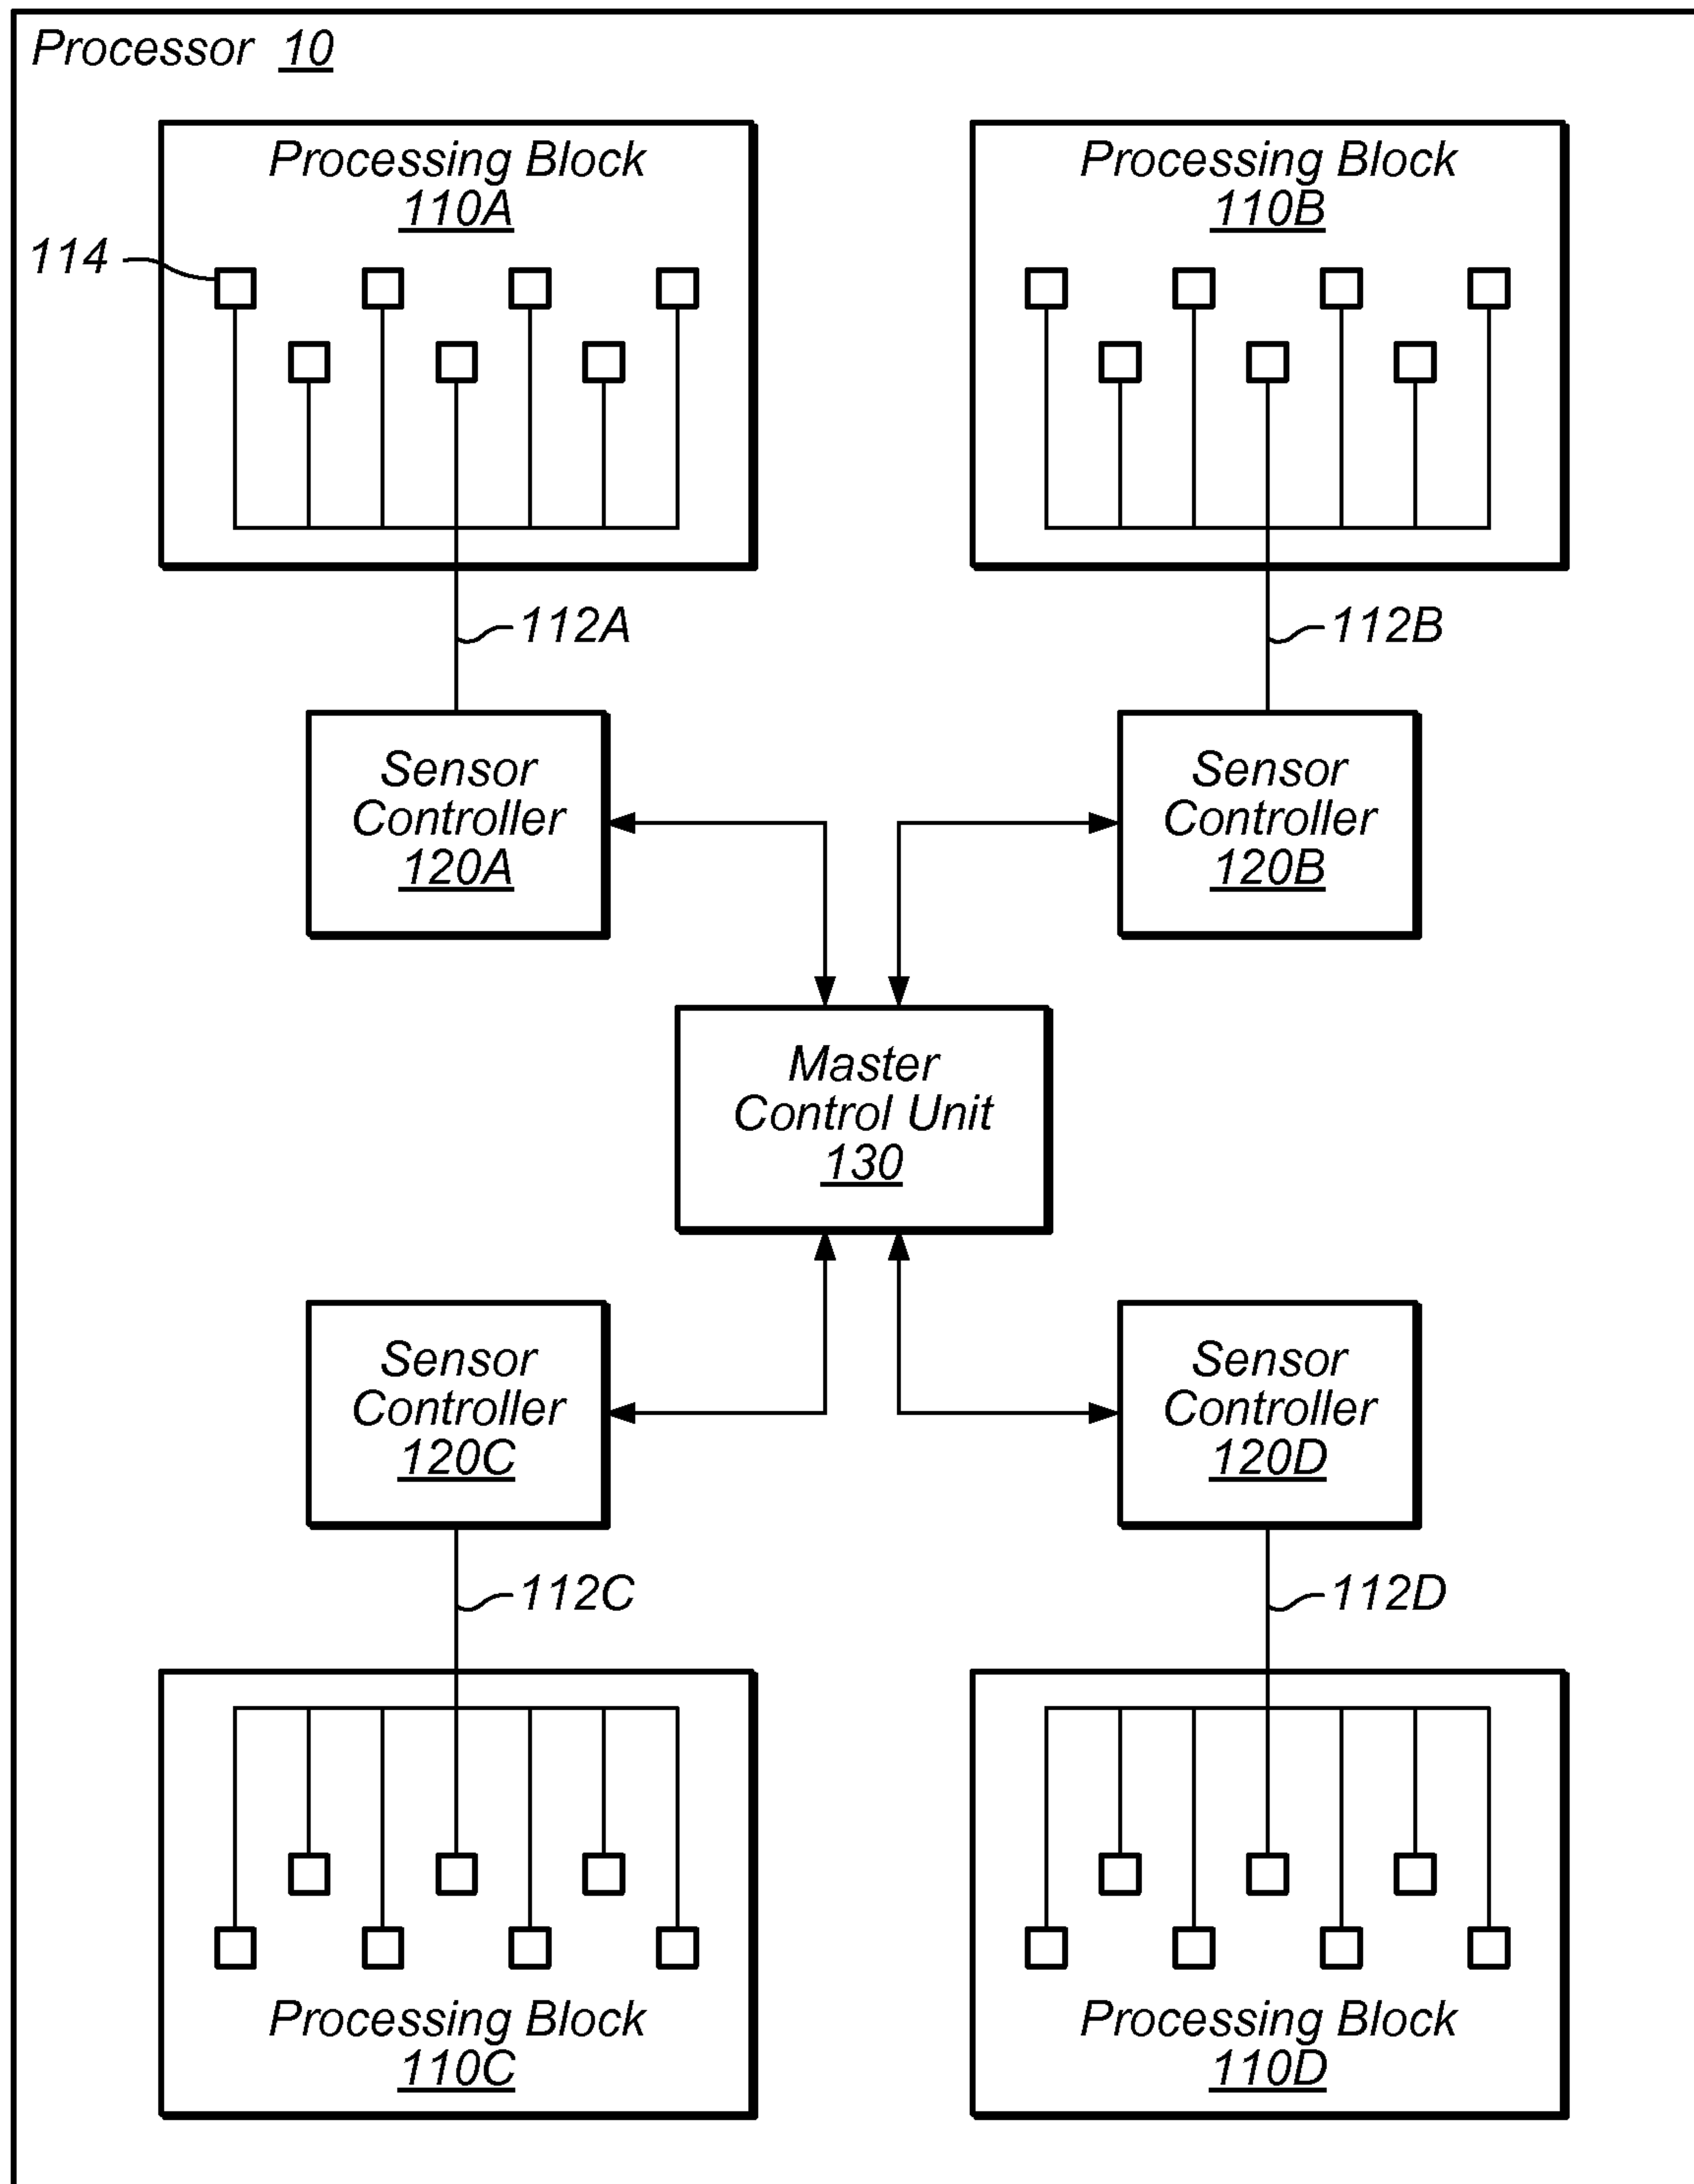 Processor 10
Processing Block
110A
Processing Block
110B
114
112A
112B
Sensor
Controller
120A
Sensor
Controller
120B
Master
Control Unit
130
Sensor
Controller
120C
Sensor
Controller
120D
112C
112D
Processing Block
110C
Processing Block
110D